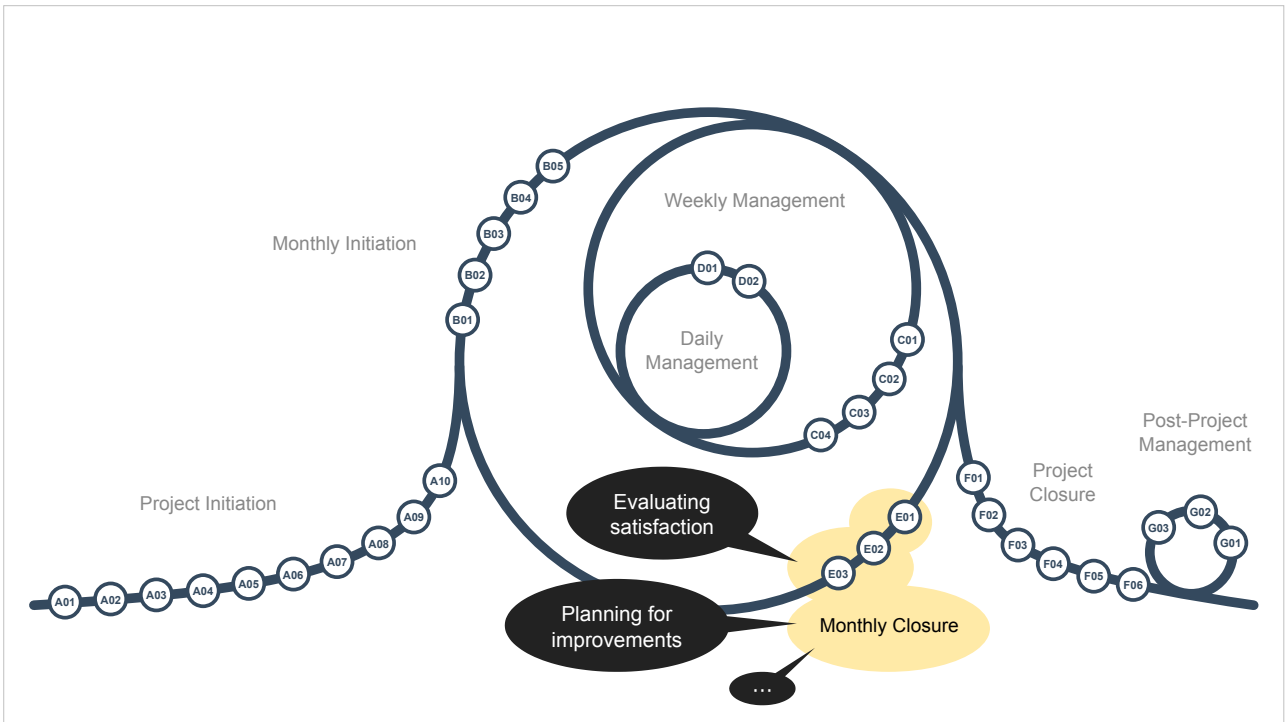 B05
B04
Weekly Management
B03
Monthly Initiation
D01
B02
D02
B01
Daily
Management
C01
C02
C03
C04
Post-Project
Management
Project
Closure
A10
F01
Project Initiation
Evaluating
satisfaction
E01
F02
G02
A09
G03
A08
E02
F03
G01
A07
F04
A06
E03
F05
A05
F06
A04
A03
A02
A01
Planning for
improvements
Monthly Closure
...